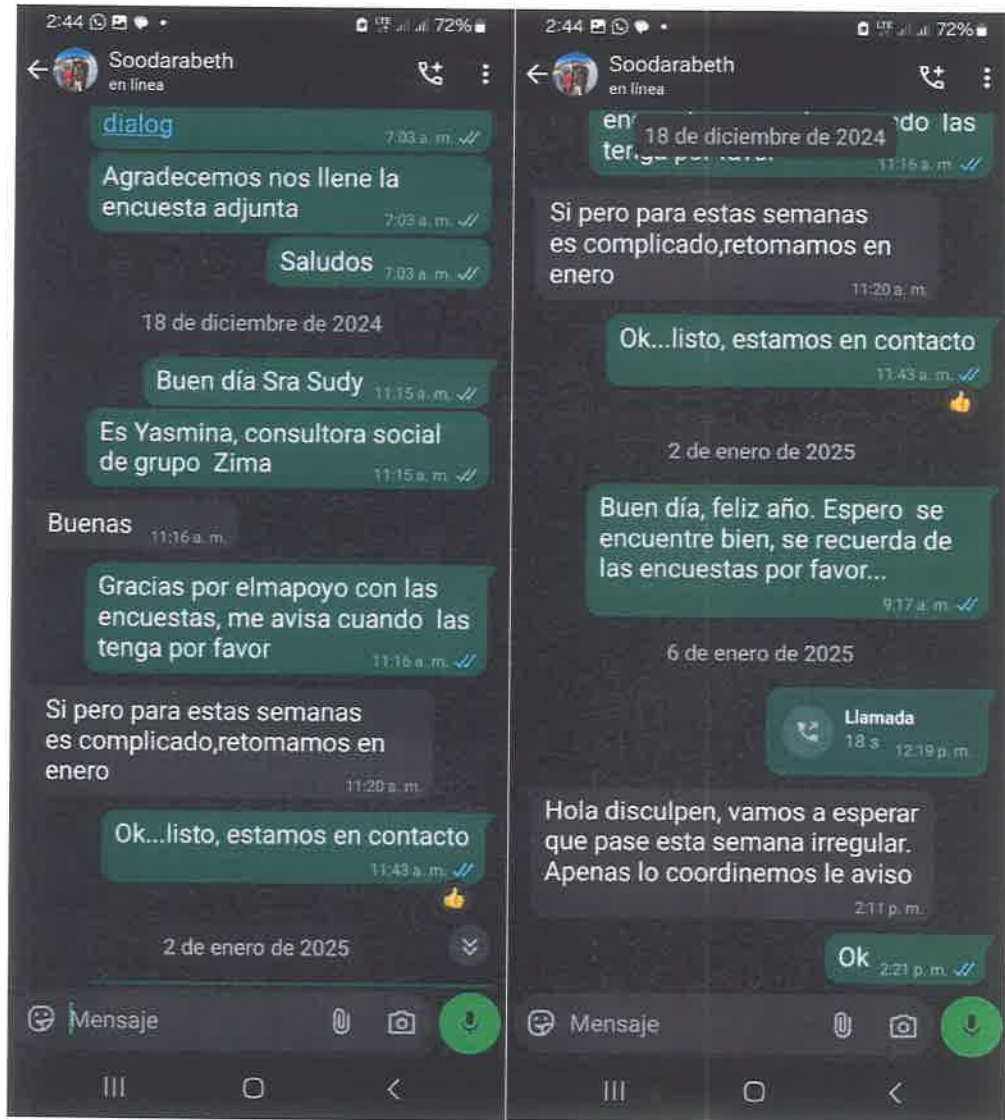 2:44
LTE
72%
Soodarabeth
en línea
dialog
7:03 a. m.
Agradecemos nos llene la
encuesta adjunta
7:03 a. m.
Saludos
7:03 a. m.
18 de diciembre de 2024
Buen día Sra Sudy
11:15 a. m.
Es Yasmina, consultora social
de grupo Zima
11:15 a. m.
Buenas
11:16 a. m.
Gracias por elmapoyo con las
encuestas, me avisa cuando las
tenga por favor
11:16 a. m.
Si pero para estas semanas
es complicado,retomamos en
enero
11:20 a. m.
Ok...listo, estamos en contacto
11:43 a. m.
2 de enero de 2025
Mensaje
2:44
LTE
72%
Soodarabeth
en línea
do las
18 de diciembre de 2024
11:16 a. m.
Si pero para estas semanas
es complicado,retomamos en
enero
11:20 a. m.
Ok...listo, estamos en contacto
11:43 a. m.
2 de enero de 2025
Buen día, feliz año. Espero se
encuentre bien, se recuerda de
las encuestas por favor...
9:17 a. m.
6 de enero de 2025
Llamada
18 s
12:19 p. m.
Hola disculpen, vamos a esperar
que pase esta semana irregular.
Apenas lo coordinemos le aviso
2:11 p. m.
Ok
2:21 p. m.
Mensaje